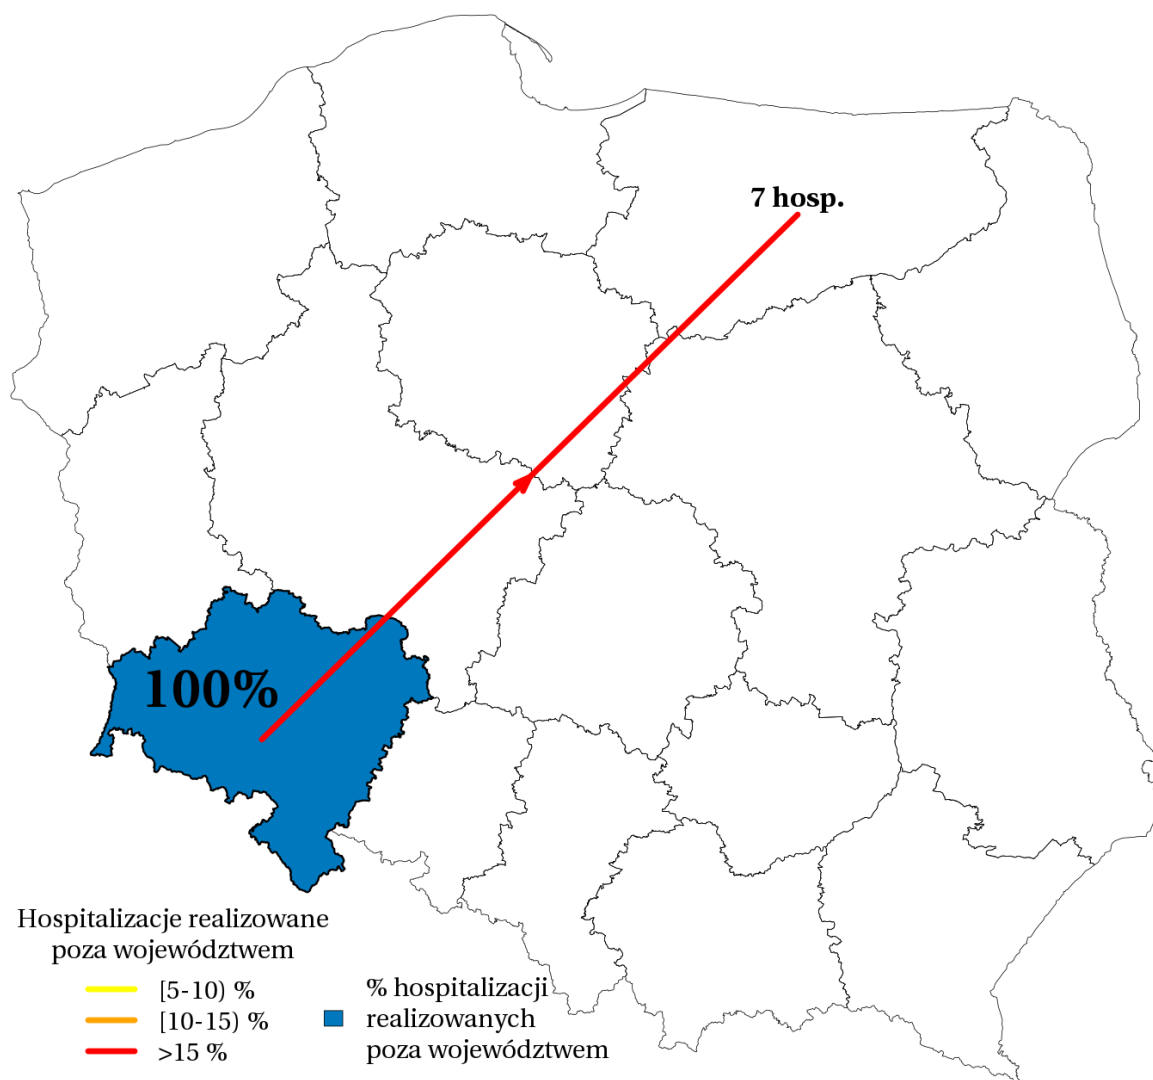 7 hosp.
100%
Hospitalizacje realizowane
poza województwem
[5-10) %
[10-15) %
>15 %
% hospitalizacji
realizowanych
poza województwem